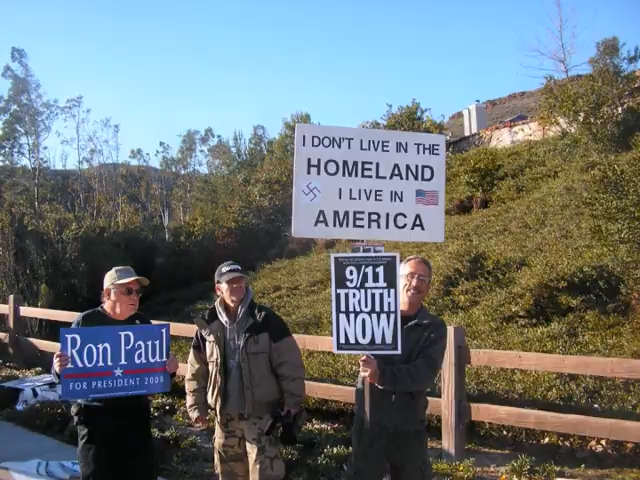 I DON'T LIVE IN THE
HOMELAND
I LIVE IN
AMERICA
9/11
TRUTH
NOW
Ron Paul
FOR PRESIDENT 2008